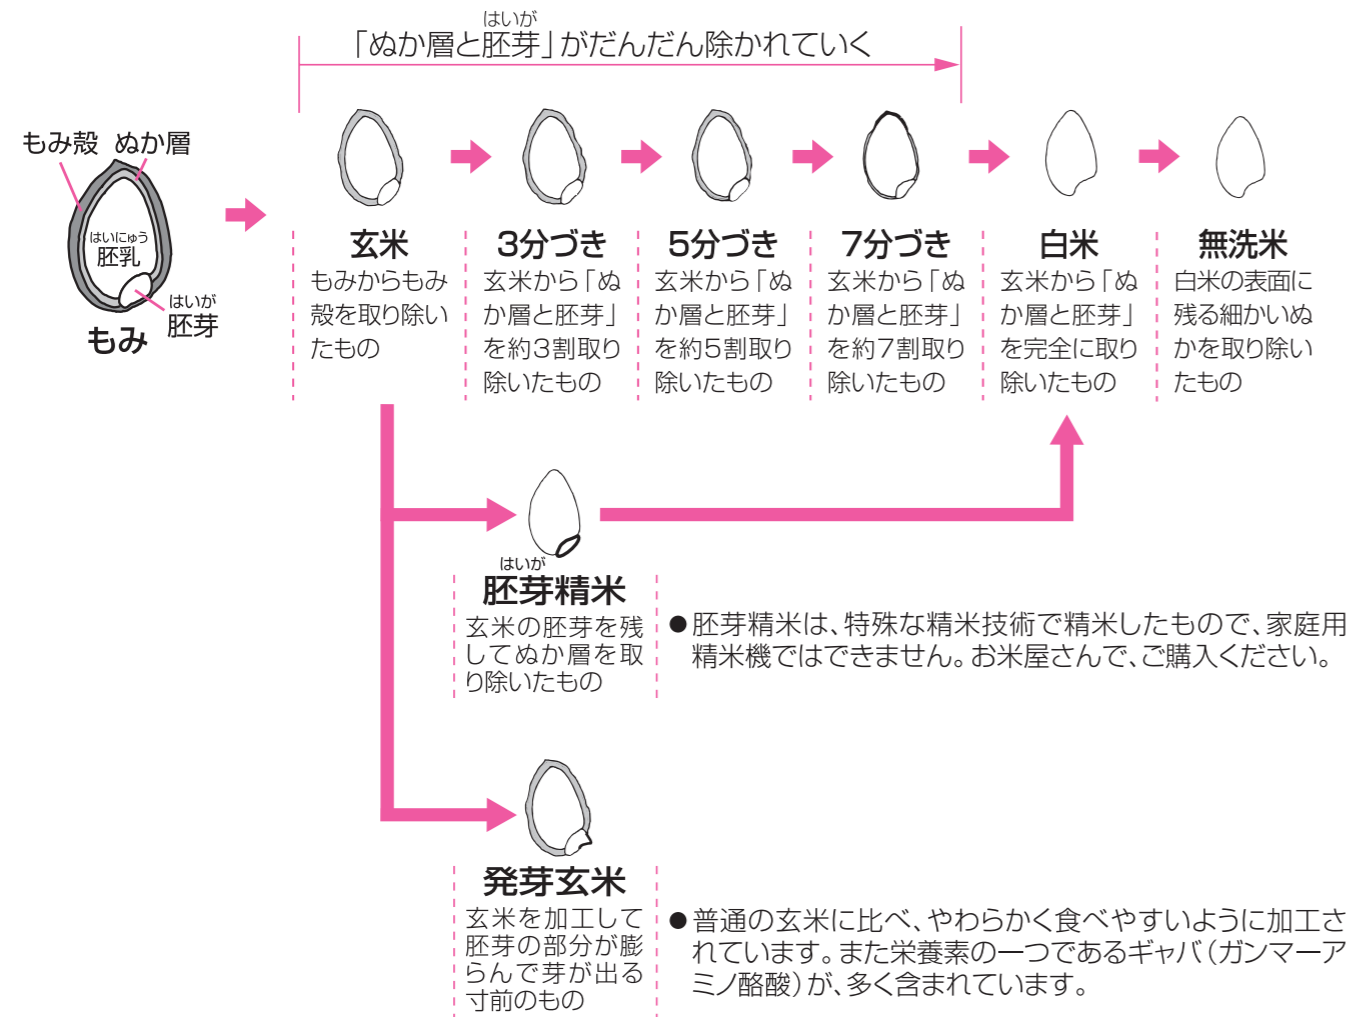 はいが
「ぬか層と胚芽」がだんだん除かれていく
もみ殻 ぬか層
はいにゅう
胚乳
はいが
胚芽
もみ
玄米
もみからもみ
殻を取り除い
たもの
3分づき
玄米から「ぬ
か層と胚芽」
を約3割取り
除いたもの
5分づき
玄米から「ぬ
か層と胚芽」
を約5割取り
除いたもの
7分づき
玄米から「ぬ
か層と胚芽」
を約7割取り
除いたもの
白米
玄米から「ぬ
か層と胚芽」
を完全に取り
除いたもの
無洗米
白米の表面に
残る細かいぬ
かを取り除い
たもの
はいが
胚芽精米
玄米の胚芽を残
してぬか層を取
り除いたもの
●胚芽精米は、特殊な精米技術で精米したもので、家庭用
精米機ではできません。お米屋さんで、ご購入ください。
発芽玄米
玄米を加工して
胚芽の部分が膨
らんで芽が出る
寸前のもの
●普通の玄米に比べ、やわらかく食べやすいように加工さ
れています。また栄養素の一つであるギャバ(ガンマーア
ミノ酪酸)が、多く含まれています。